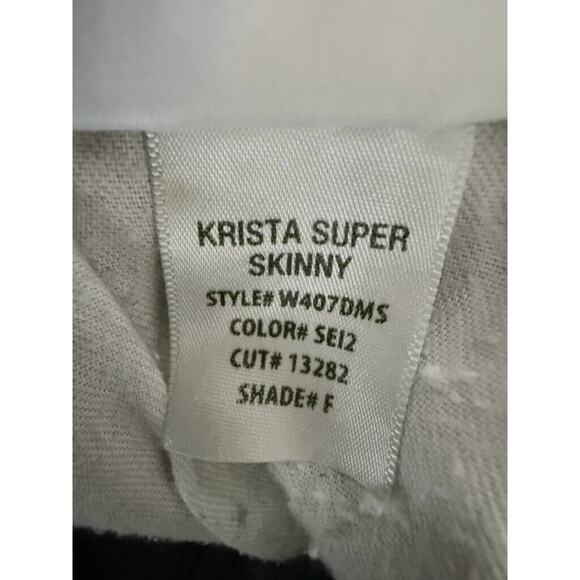 KRISTA SUPER
SKINNY
STYLE# W407DMS
COLOR# SEI2
CUT# 13282
SHADE# F